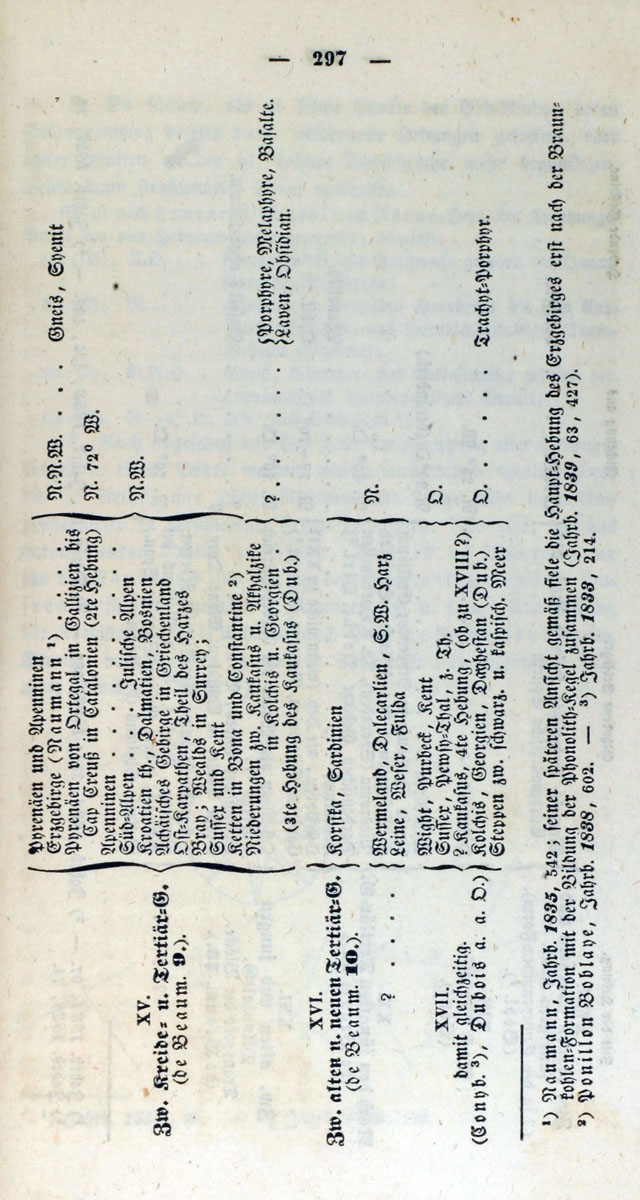 — 297 —
XV.
Zw. Kreide- u. Tertiär-G.
(de Beaum. 9.).
Pyrenäen und Apenninen
Erzgebirge (Naumann ¹) . . . . . N.N.W. . . . Gneis, Syenit
Pyrenäen von Ortegal in Gallizien bis
Cap Creuß in Catalonien (2te Hebung) N. 72° W.
Apenninen
Süd-Alpen . . . . . Julische Alpen
Kroatien th., Dalmatien, Bosnien N.W.
Achäisches Gebirge in Griechenland
Ost-Karpathen, Theil des Harzes
Bray; Wealds in Surrey;
Sussex und Kent
Ketten in Bona und Constantine ²)
Niederungen zw. Kaukasus u. Akhalzike
in Kolchis u. Georgien ? . . . . . Porphyre, Melaphyre, Basalte.
Laven, Obsidian.
(3te Hebung des Kaukasus (Dub.)
XVI.
Zw. alten u. neuen Tertiär-G.
(de Beaum. 10.).
Korsika, Sardinien N.
? . . . .
Wermeland, Dalecarlien, S.W. Harz
Leine, Weser, Fulda
XVII.
damit gleichzeitig.
(Conyb. ³), Dubois a. a. O.)
Wight, Purbeck, Kent
Sussex, Pewsy-Thal, z. Th. O.
? Kaukasus, 4te Hebung, (ob zu XVIII?)
Kolchis, Georgien, Daghestan (Dub.) O. . . . . . Trachyt-Porphyr.
Steppen zw. schwarz. u. kaspisch. Meer
¹) Naumann, Jahrb. 1835, 542; seiner späteren Ansicht gemäß fiele die Haupt-Hebung des Erzgebirges erst nach der Braun-
kohlen-Formation mit der Bildung der Phonolith-Kegel zusammen (Jahrb. 1839, 63, 427).
²) Pouillon Boblaye, Jahrb. 1838, 602. — ³) Jahrb. 1833, 214.